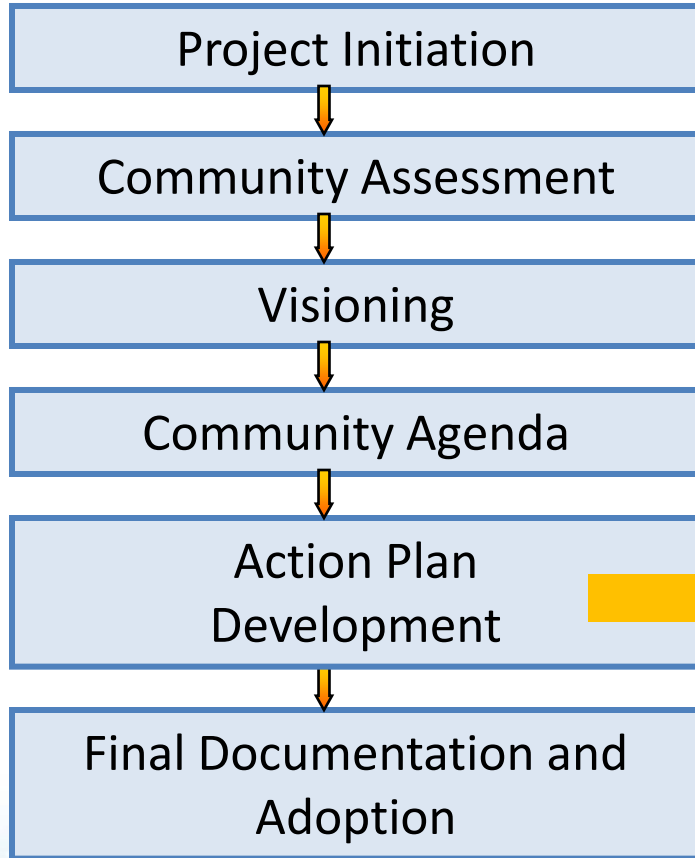 Project Initiation
Community Assessment
Visioning
Community Agenda
Action Plan
Development
Final Documentation and
Adoption